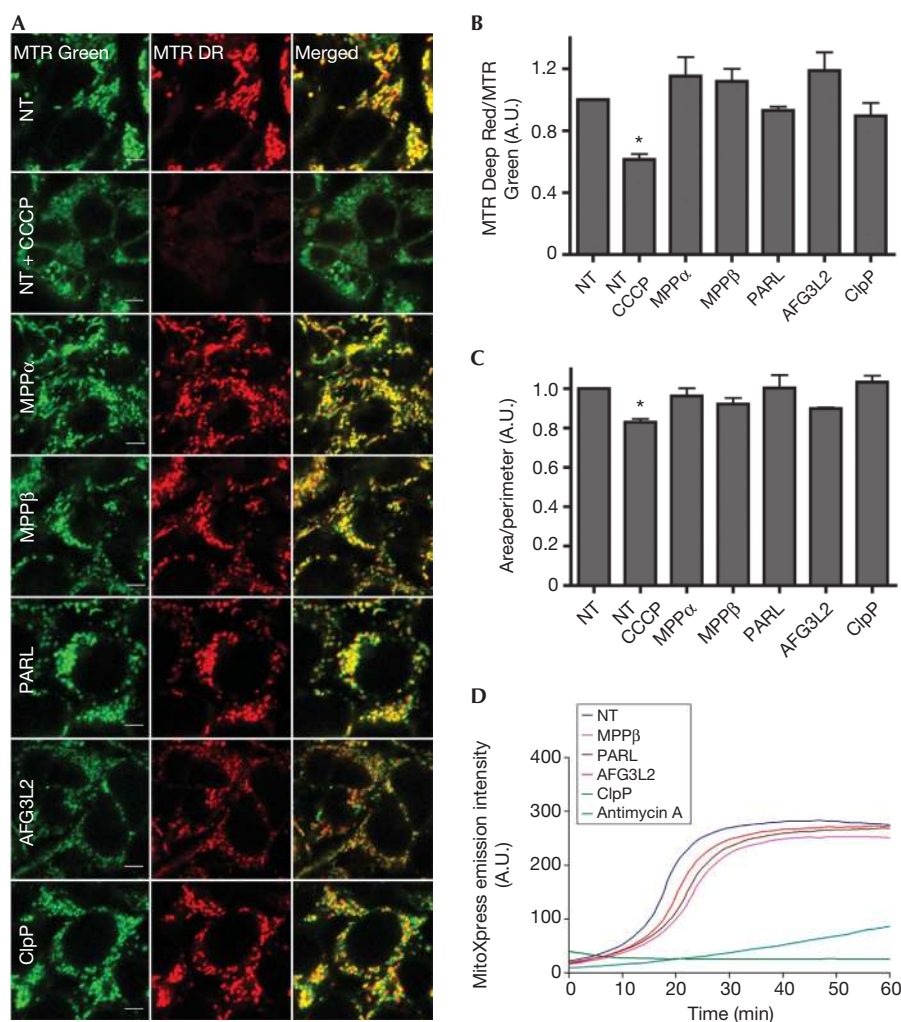 A
MTR Green
MTR DR
Merged
NT
NT + CCCP
MPPα
MPPβ
PARL
AFG3L2
ClpP
B
MTR Deep Red/MTR
Green (A.U.)
1.2
0.8
0.4
0
*
NT
NT
CCCP
MPPα
MPPβ
PARL
AFG3L2
ClpP
C
Area/perimeter (A.U.)
1.0
0.8
0.6
0.4
0.2
0
*
NT
NT
CCCP
MPPα
MPPβ
PARL
AFG3L2
ClpP
D
NT
MPPβ
PARL
AFG3L2
ClpP
Antimycin A
MitoXpress emission intensity
(A.U.)
400
300
200
100
0
0 10 20 30 40 50 60
Time (min)